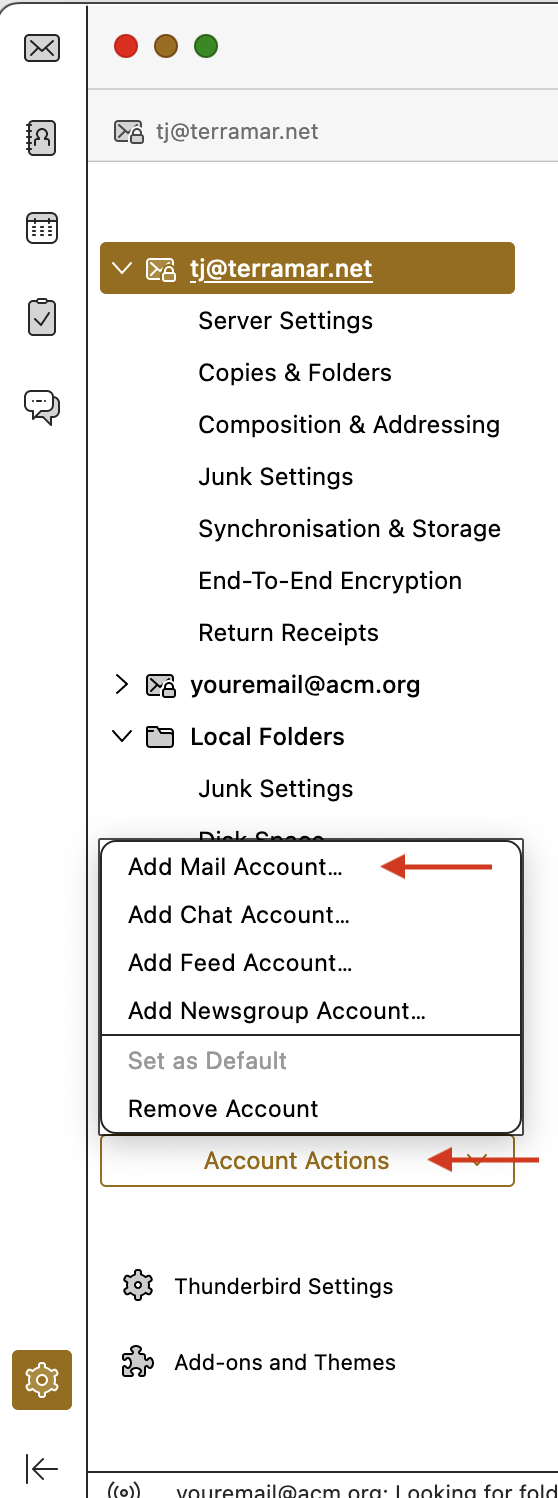 tj@terramar.net
tj@terramar.net
Server Settings
Copies & Folders
Composition & Addressing
Junk Settings
Synchronisation & Storage
End-To-End Encryption
Return Receipts
youremail@acm.org
Local Folders
Junk Settings
Disk Space
Add Mail Account…
Add Chat Account…
Add Feed Account…
Add Newsgroup Account…
Set as Default
Remove Account
Account Actions
Thunderbird Settings
Add-ons and Themes
youremail@acm.org: Looking for fold